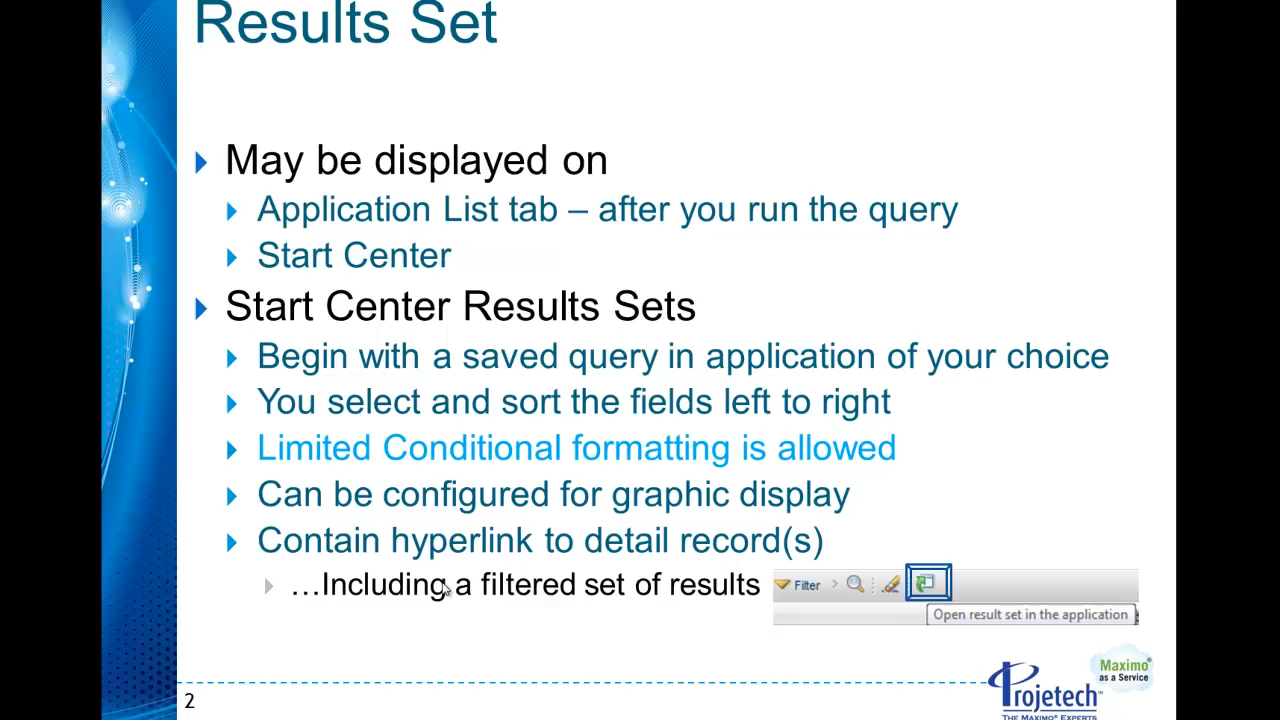 Results Set
May be displayed on
Application List tab – after you run the query
Start Center
Start Center Results Sets
Begin with a saved query in application of your choice
You select and sort the fields left to right
Limited Conditional formatting is allowed
Can be configured for graphic display
Contain hyperlink to detail record(s)
…Including a filtered set of results
Filter
Open result set in the application
Maximo®
as a Service
Projetech™
THE MAXIMO® EXPERTS
2